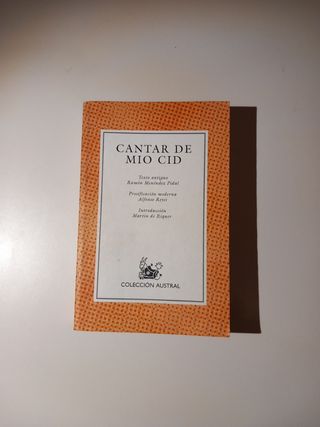 CANTAR DE
MIO CID
Texto antiguo
Ramón Menéndez Pidal
Prosificación moderna
Alfonso Reyes
Introducción
Martín de Riquer
COLECCIÓN AUSTRAL